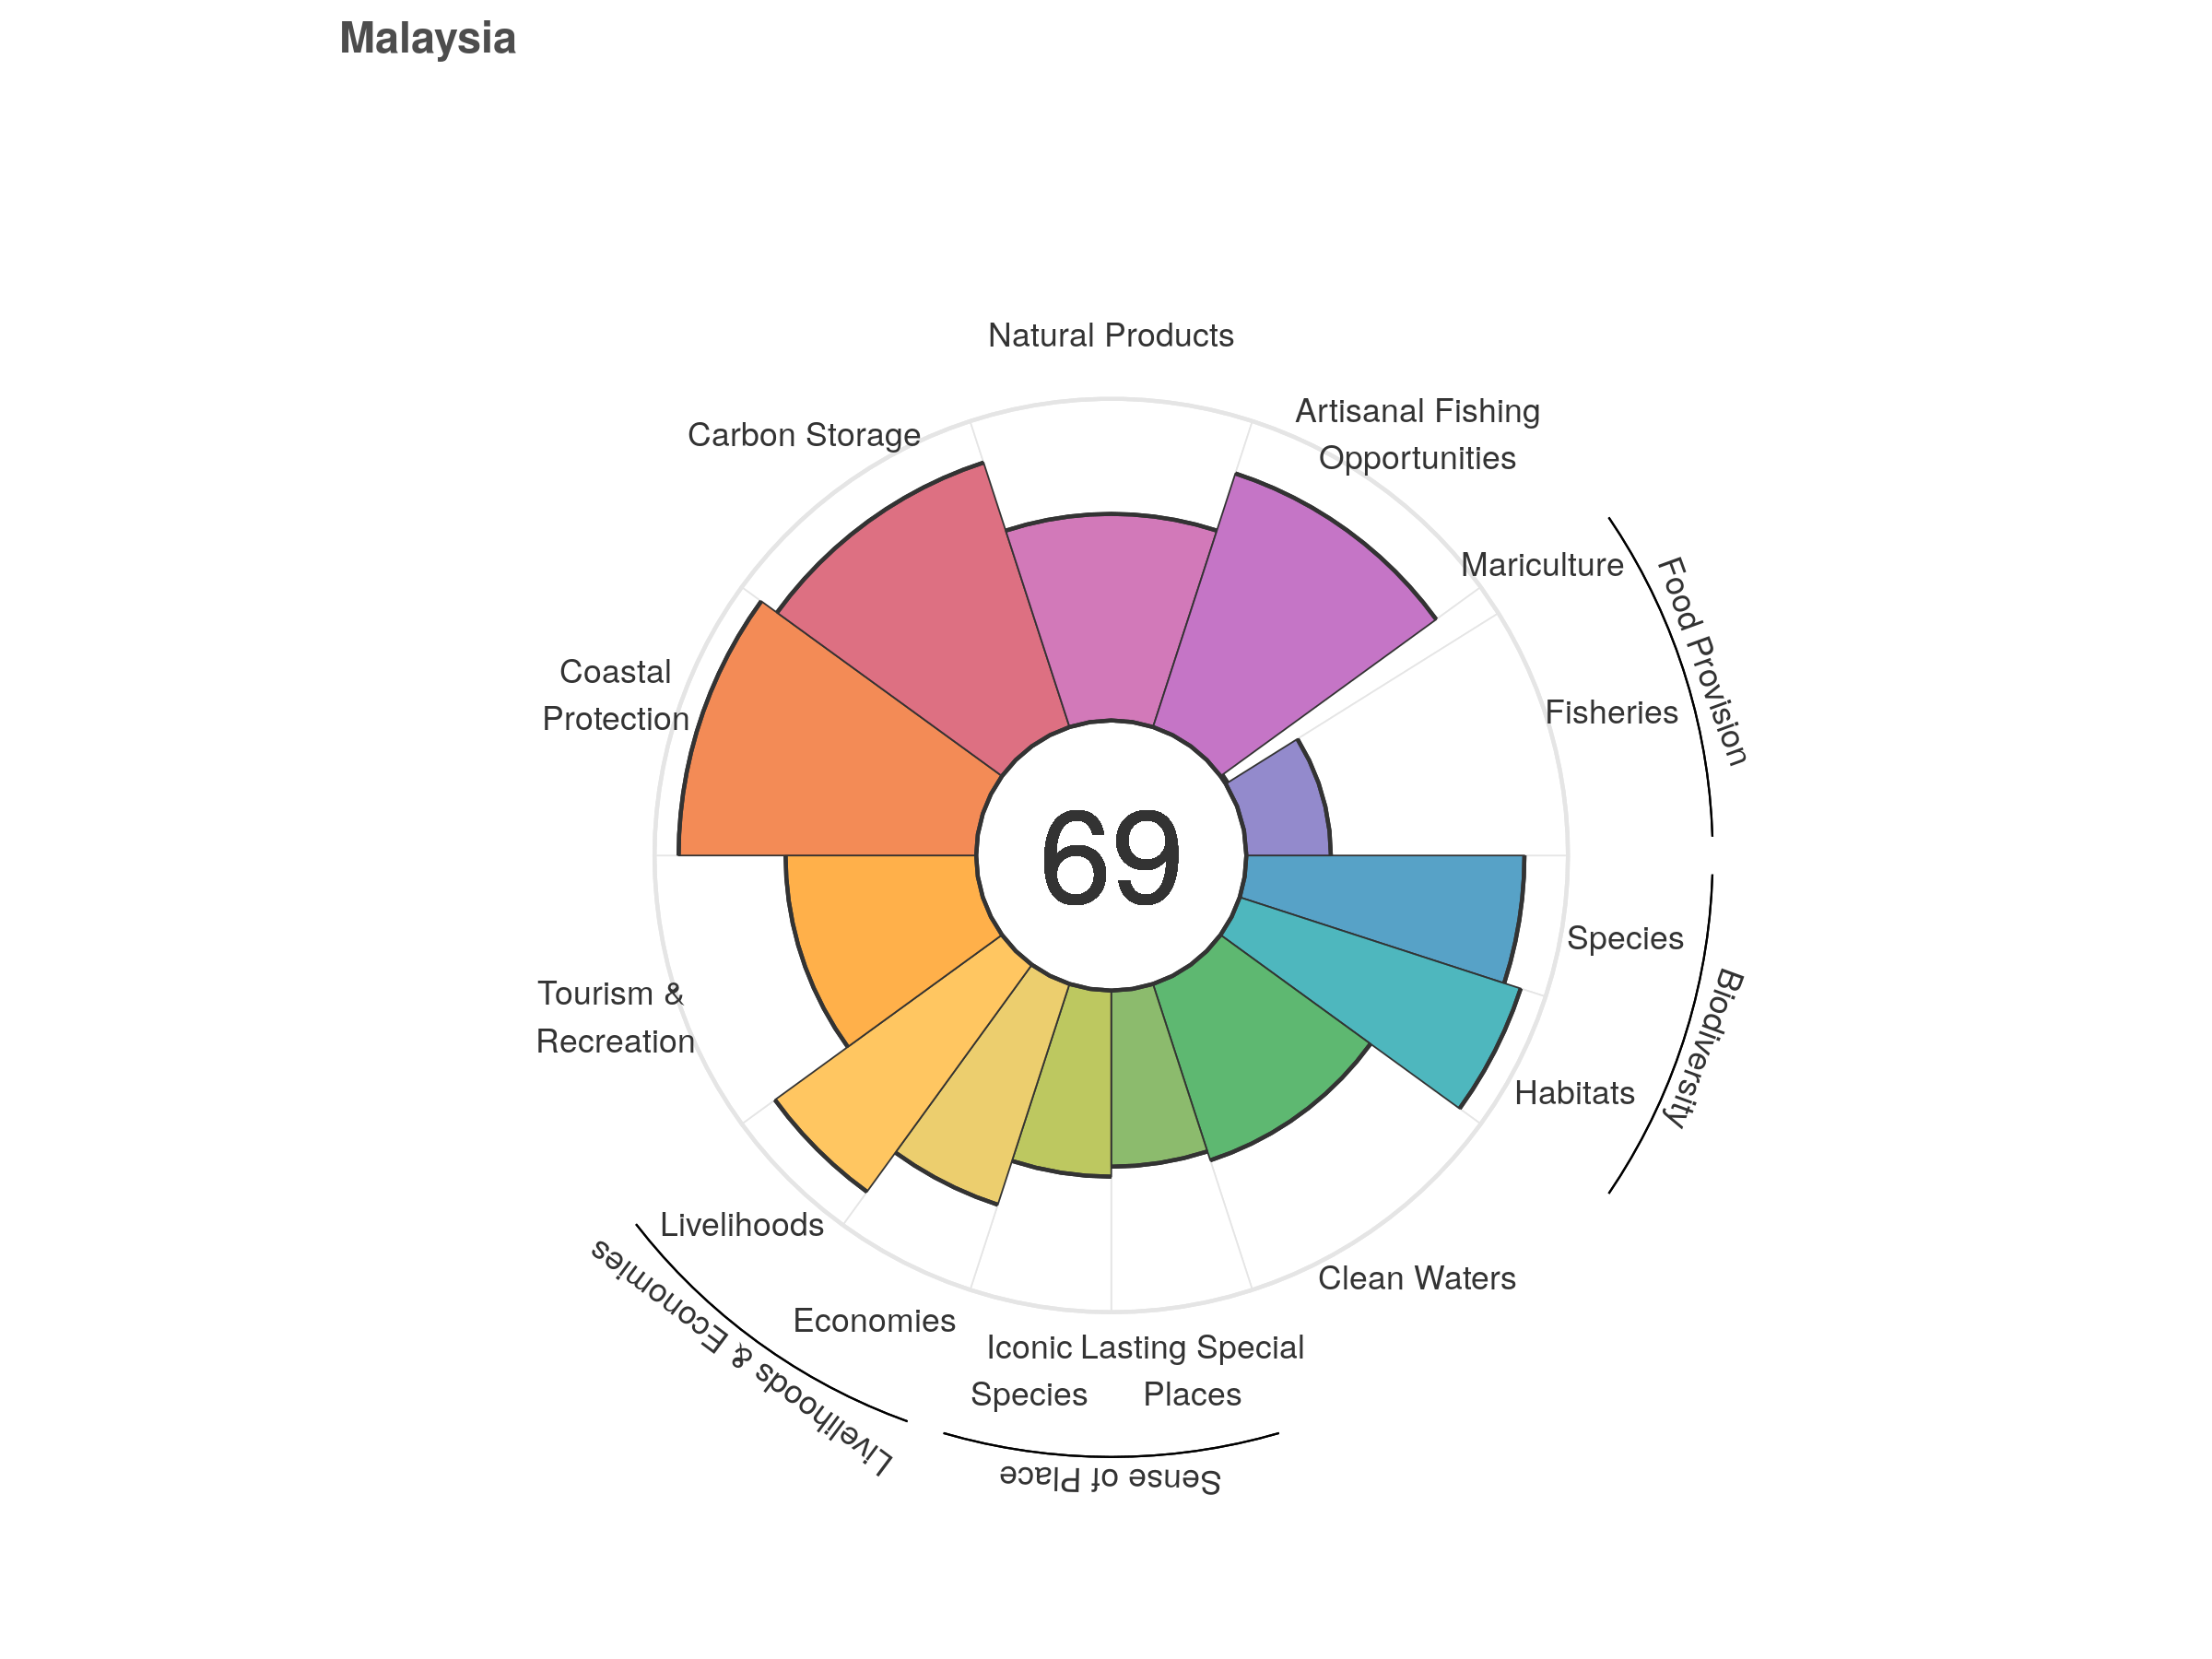 Malaysia
Natural Products
Artisanal Fishing
Opportunities
Carbon Storage
Mariculture
Food Provision
Coastal
Protection
Fisheries
69
Species
Biodiversity
Tourism &
Recreation
Habitats
Livelihoods
Livelihoods & Economies
Clean Waters
Economies
Iconic
Species
Lasting Special
Places
Sense of Place